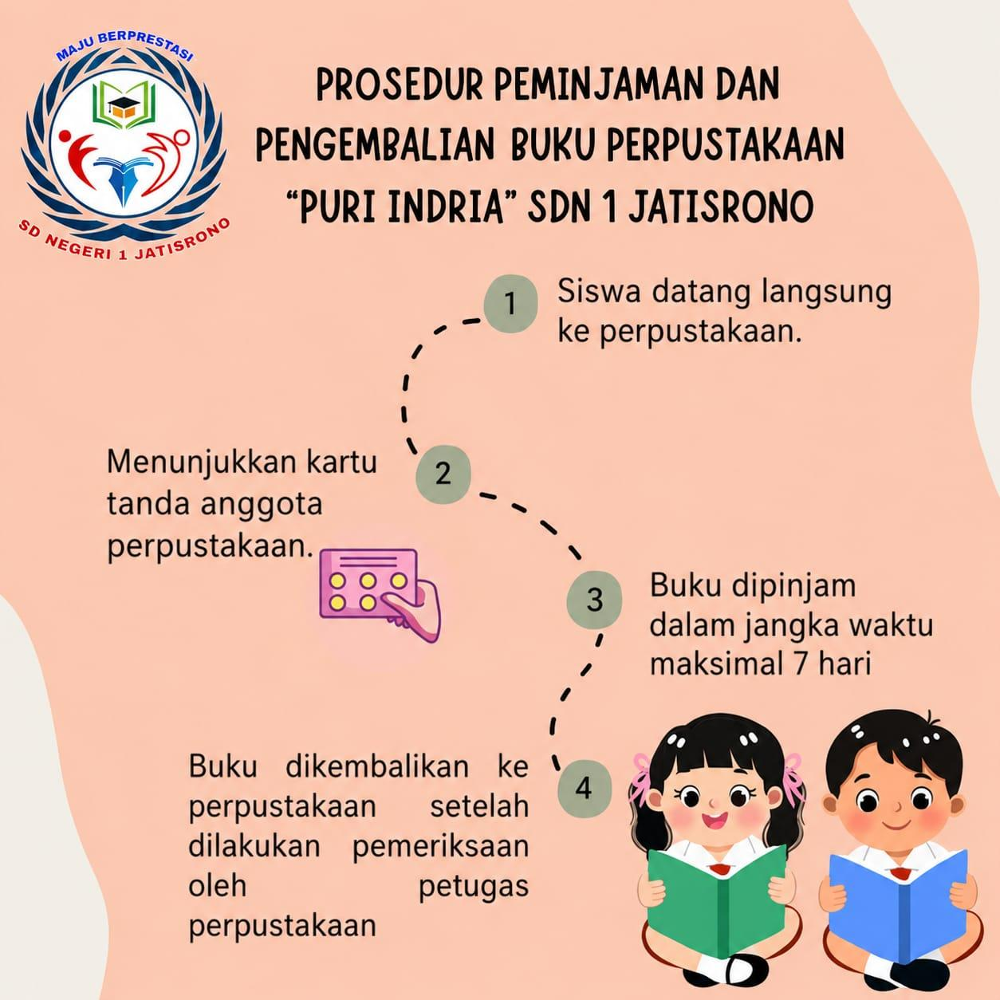 MAJU BERPRESTASI
SD NEGERI 1 JATISRONO
PROSEDUR PEMINJAMAN DAN
PENGEMBALIAN BUKU PERPUSTAKAAN
“PURI INDRIA” SDN 1 JATISRONO
1
Siswa datang langsung
ke perpustakaan.
2
Menunjukkan kartu
tanda anggota
perpustakaan.
3
Buku dipinjam
dalam jangka waktu
maksimal 7 hari
4
Buku dikembalikan ke
perpustakaan setelah
dilakukan pemeriksaan
oleh petugas
perpustakaan